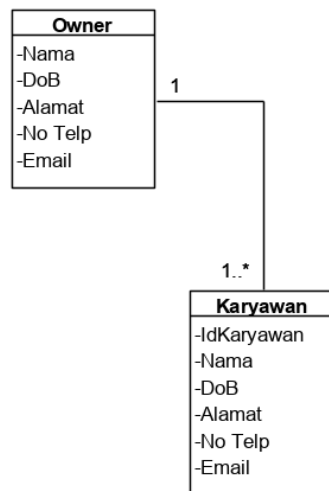 Owner
-Nama
-DoB
-Alamat
-No Telp
-Email
1
1..*
Karyawan
-IdKaryawan
-Nama
-DoB
-Alamat
-No Telp
-Email